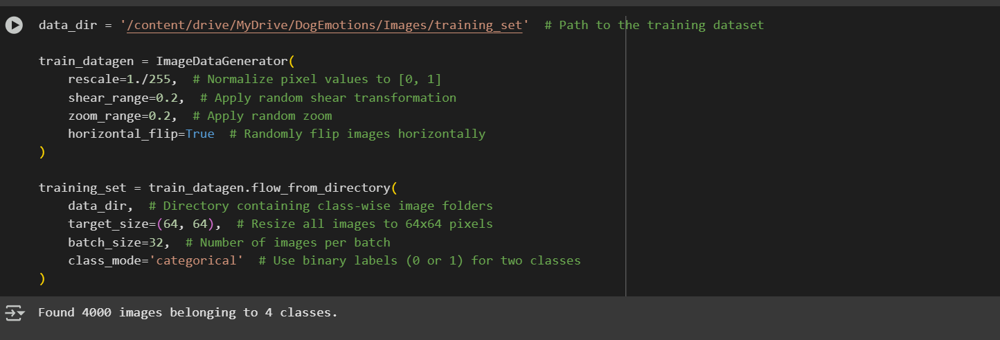 data_dir = '/content/drive/MyDrive/DogEmotions/Images/training_set'  # Path to the training dataset
train_datagen = ImageDataGenerator(
    rescale=1./255,  # Normalize pixel values to [0, 1]
    shear_range=0.2,  # Apply random shear transformation
    zoom_range=0.2,  # Apply random zoom
    horizontal_flip=True  # Randomly flip images horizontally
)
training_set = train_datagen.flow_from_directory(
    data_dir,  # Directory containing class-wise image folders
    target_size=(64, 64),  # Resize all images to 64x64 pixels
    batch_size=32,  # Number of images per batch
    class_mode='categorical'  # Use binary labels (0 or 1) for two classes
)
Found 4000 images belonging to 4 classes.